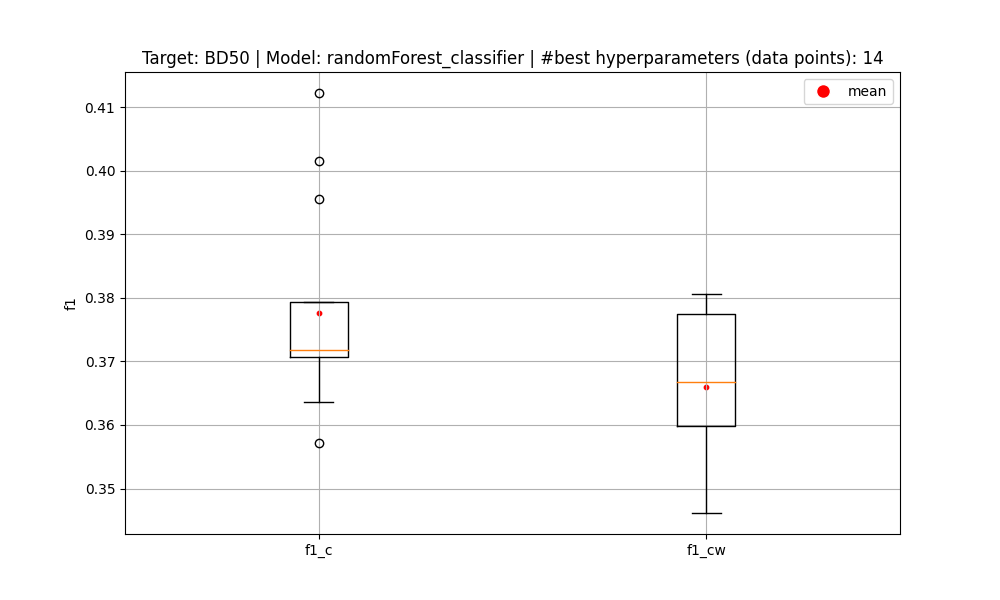 Target: BD50 | Model: randomForest_classifier | #best hyperparameters (data points): 14
mean
0.41
0.40
0.39
0.38
0.37
0.36
0.35
f1
f1_c
f1_cw